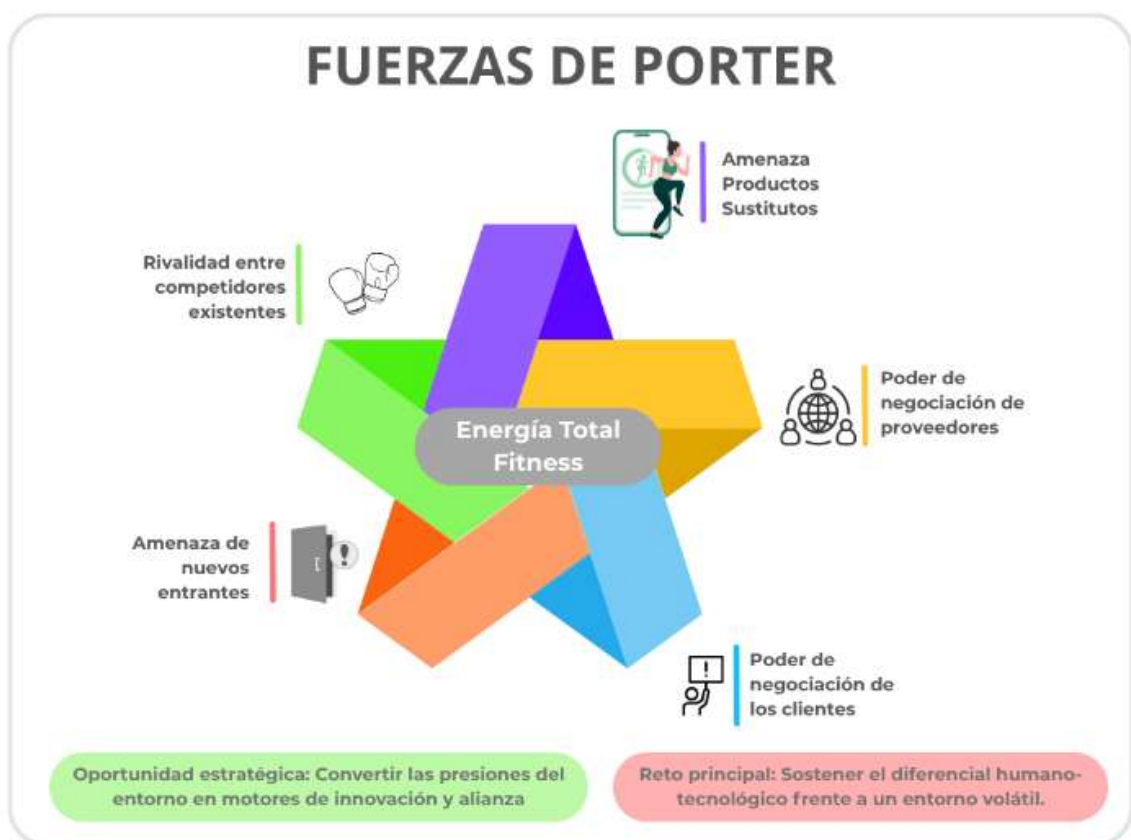 FUERZAS DE PORTER
Amenaza
Productos
Sustitutos
Rivalidad entre
competidores
existentes
Poder de
negociación de
proveedores
Energía Total
Fitness
Amenaza de
nuevos
entrantes
Poder de
negociación de
los clientes
Oportunidad estratégica: Convertir las presiones del
entorno en motores de innovación y alianza
Reto principal: Sostener el diferencial humano-
tecnológico frente a un entorno volátil.